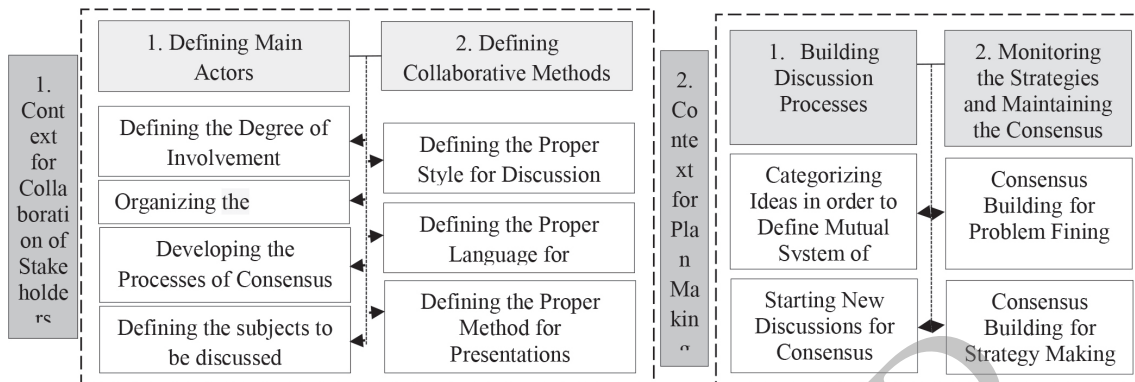 1.
Cont
ext
for
Colla
borati
on of
Stake
holde
rs
1. Defining Main
Actors
Defining the Degree of
Involvement
Organizing the
Developing the
Processes of Consensus
Defining the subjects to
be discussed
2. Defining
Collaborative Methods
Defining the Proper
Style for Discussion
Defining the Proper
Language for
Defining the Proper
Method for
Presentations
2.
Co
nte
xt
for
Pla
n
Ma
kin
g
1. Building
Discussion
Processes
Categorizing
Ideas in order to
Define Mutual
System of
Starting New
Discussions for
Consensus
2. Monitoring
the Strategies
and Maintaining
the Consensus
Consensus
Building for
Problem Fining
Consensus
Building for
Strategy Making